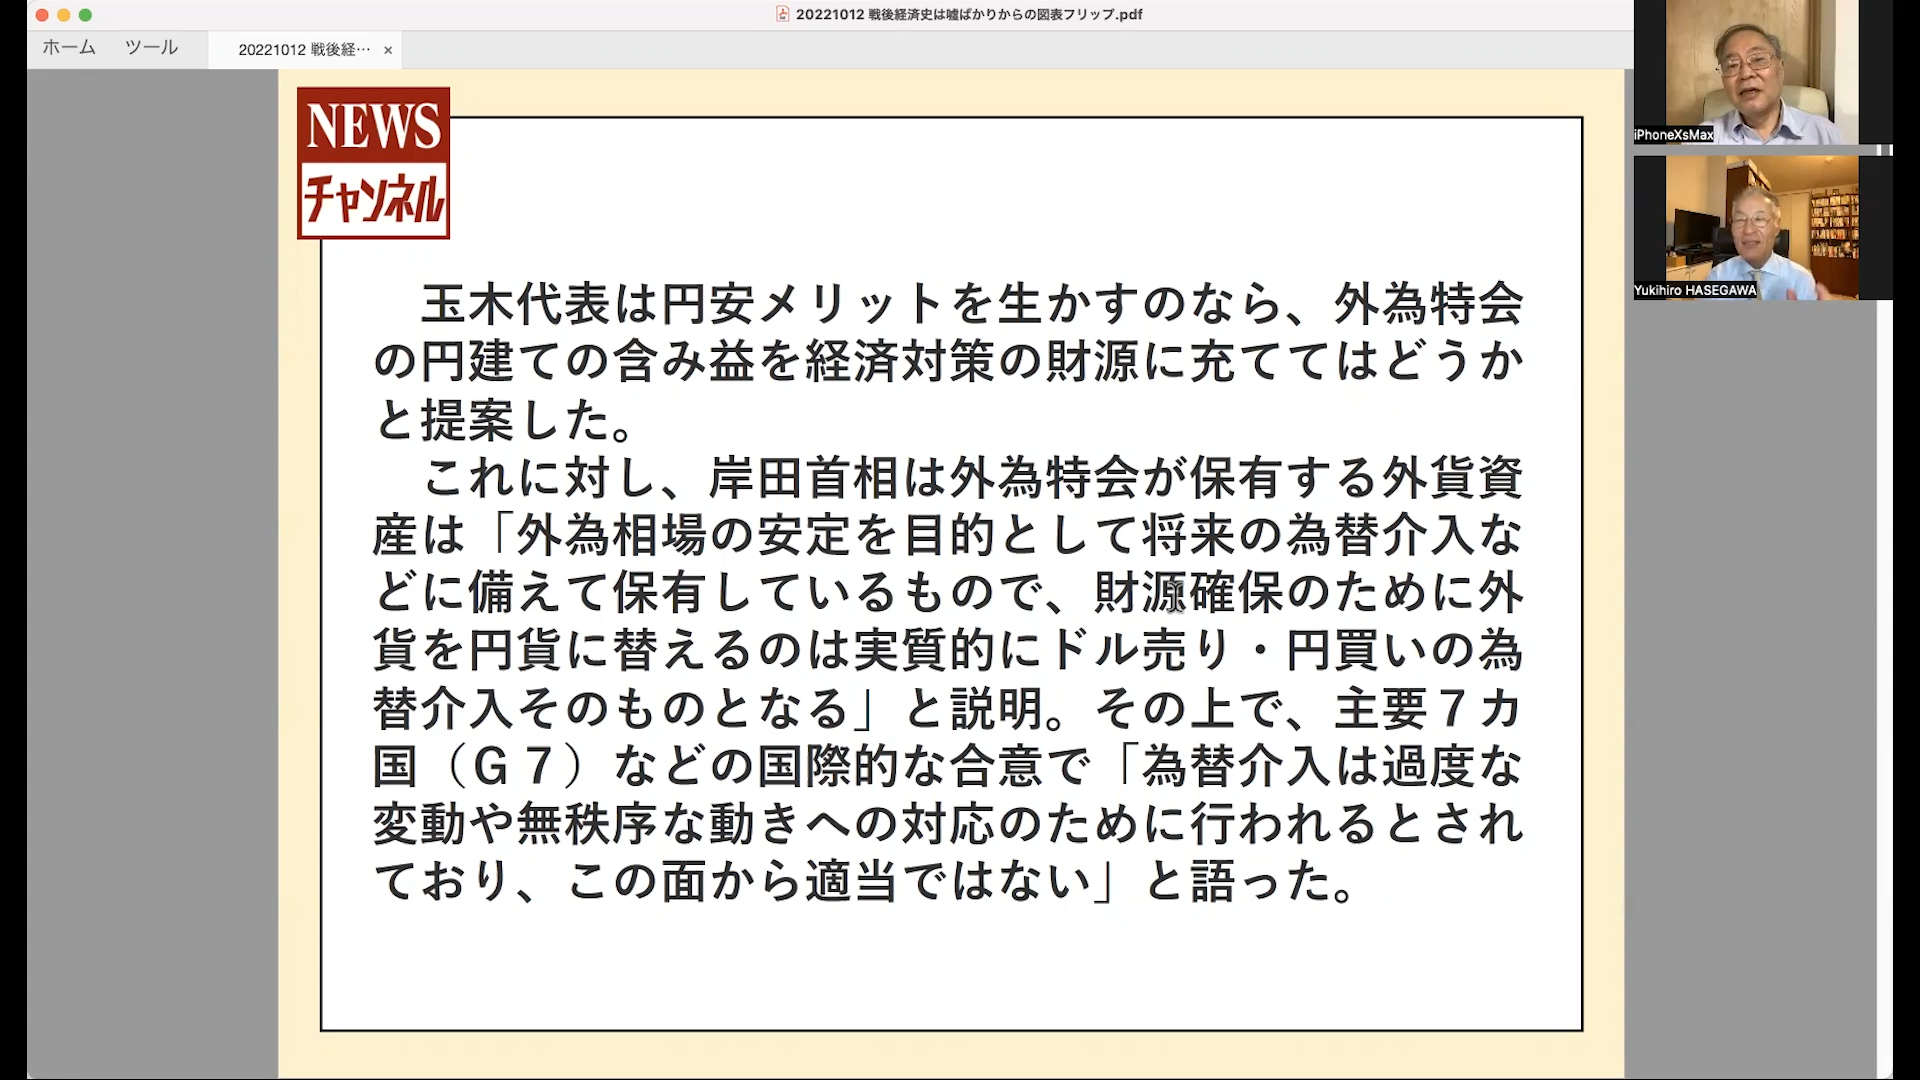 20221012 戦後経済史は嘘ばかりからの図表フリップ.pdf
ホーム ツール 20221012 戦後経… ×
NEWS
チャンネル
玉木代表は円安メリットを生かすのなら、外為特会
の円建ての含み益を経済対策の財源に充ててはどうか
と提案した。
これに対し、岸田首相は外為特会が保有する外貨資
産は「外為相場の安定を目的として将来の為替介入な
どに備えて保有しているもので、財源確保のために外
貨を円貨に替えるのは実質的にドル売り・円買いの為
替介入そのものとなる」と説明。その上で、主要７カ
国（Ｇ７）などの国際的な合意で「為替介入は過度な
変動や無秩序な動きへの対応のために行われるとされ
ており、この面から適当ではない」と語った。
iPhoneXsMax
Yukihiro HASEGAWA